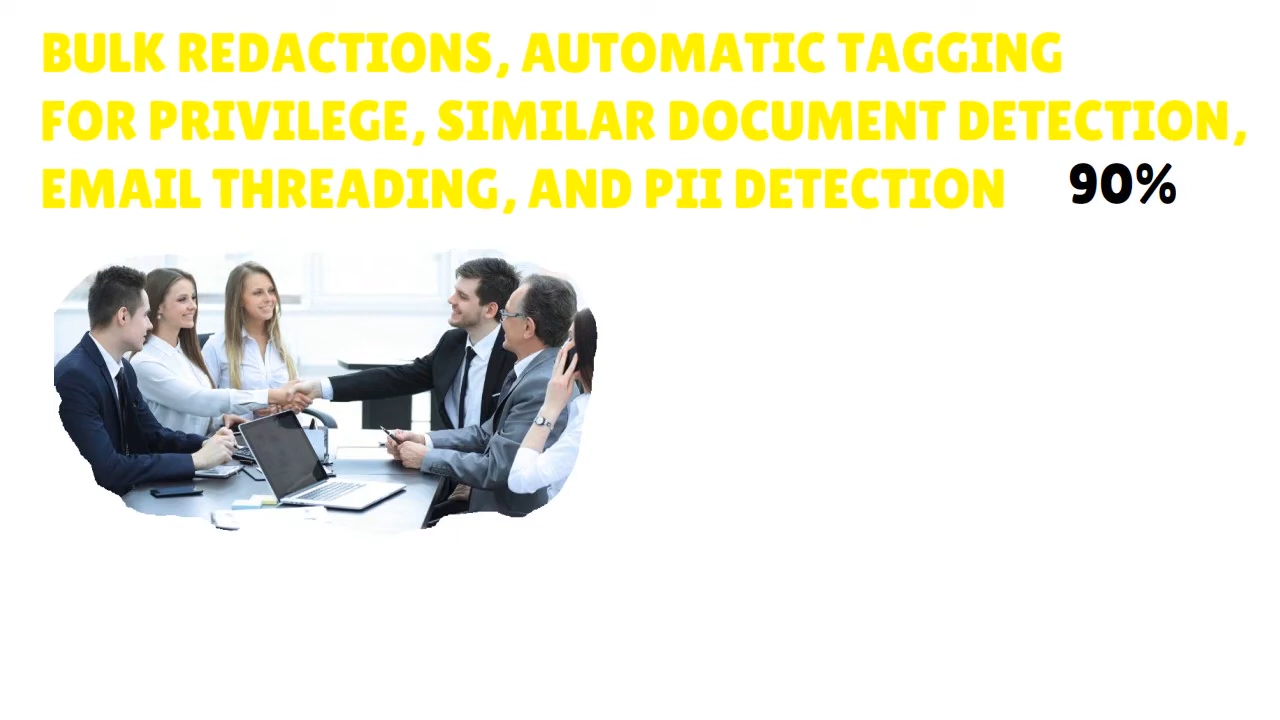 BULK REDACTIONS, AUTOMATIC TAGGING
FOR PRIVILEGE, SIMILAR DOCUMENT DETECTION,
EMAIL THREADING, AND PII DETECTION
90%